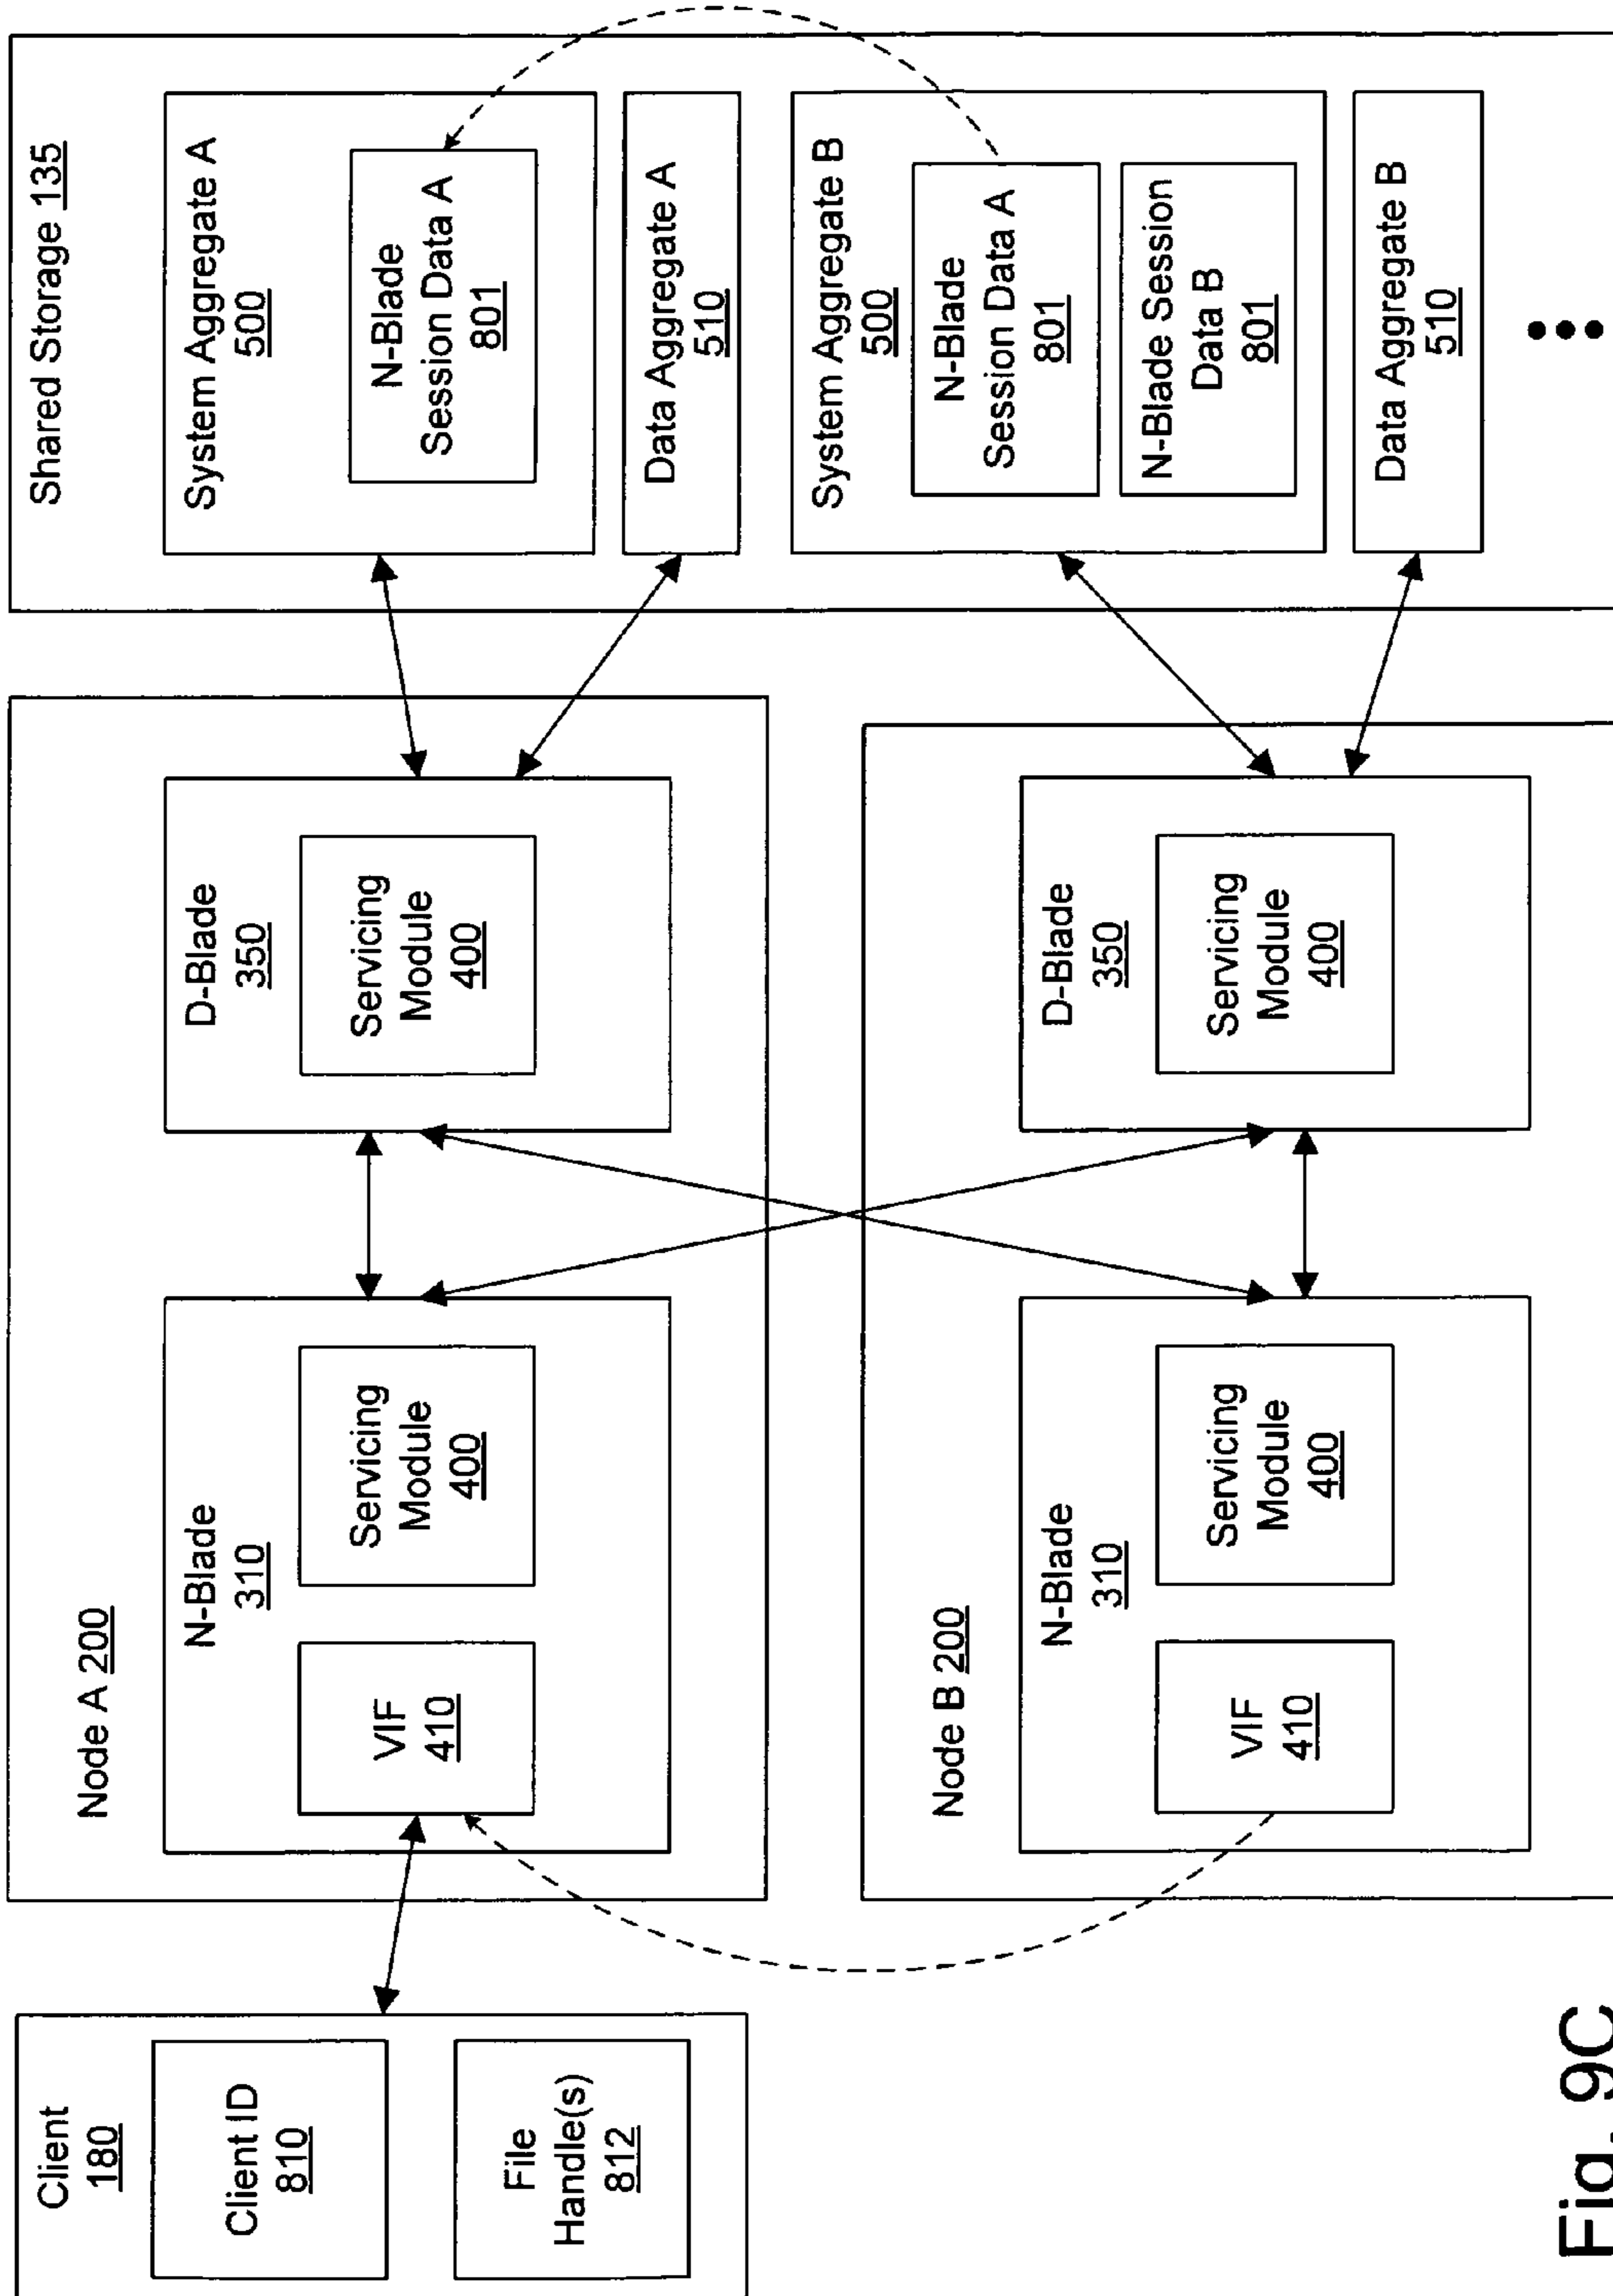 Client
180
Client ID
810
File
Handle(s)
812
Node A 200
N-Blade
310
VIF
410
Servicing
Module
400
D-Blade
350
Servicing
Module
400
Node B 200
N-Blade
310
VIF
410
Servicing
Module
400
D-Blade
350
Servicing
Module
400
Shared Storage 135
System Aggregate A
500
N-Blade
Session Data A
801
Data Aggregate A
510
System Aggregate B
500
N-Blade
Session Data A
801
N-Blade Session
Data B
801
Data Aggregate B
510
Fig. 9C